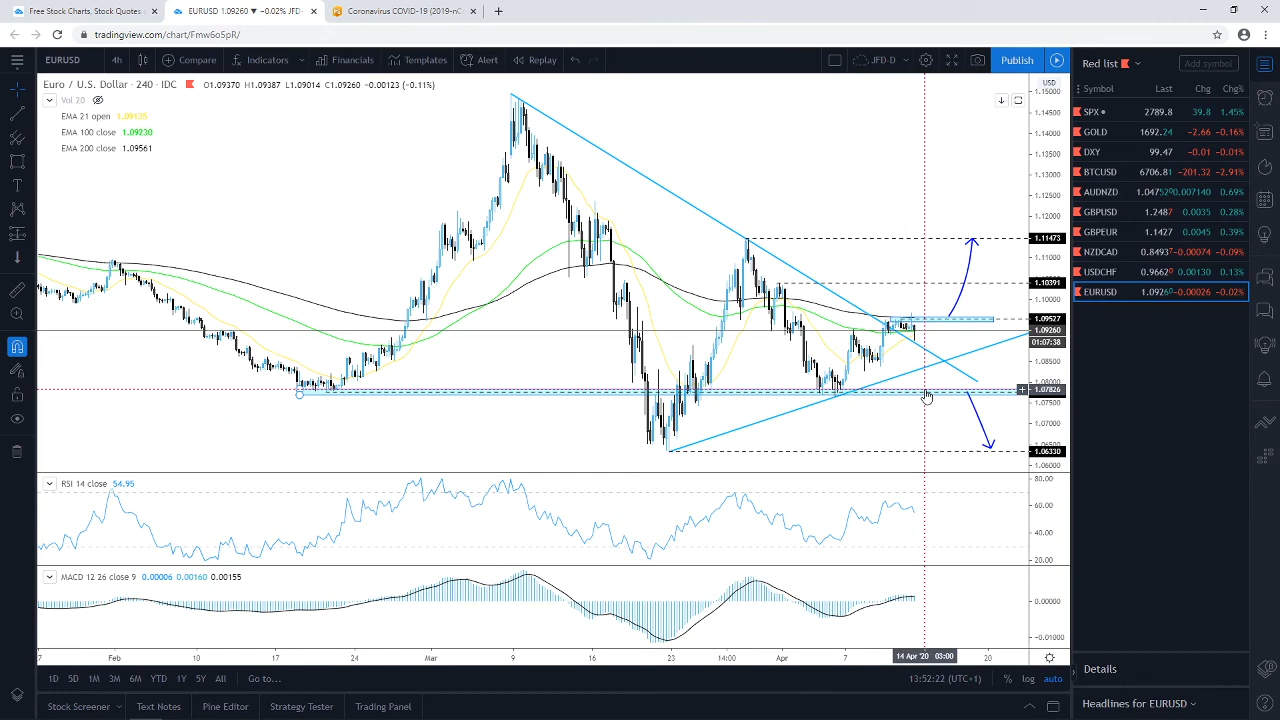 Free Stock Charts, Stock Quotes
EURUSD 1.09260 ▼ −0.02% JFD-
Coronavirus COVID-19 (2019-nC
tradingview.com/chart/Fmw6o5pR/
EURUSD 4h Compare Indicators Financials Templates Alert Replay JFD-D Publish
Red list Add symbol
Euro / U.S. Dollar · 240 · IDC O1.09370 H1.09387 L1.09014 −0.00123 (−0.11%)
Vol 20
EMA 21 open 1.09135
EMA 100 close 1.09230
EMA 200 close 1.09561
USD
1.15000
1.14500
1.14000
1.13500
1.13000
1.12500
1.12000
1.11473
1.11000
1.10391
1.10000
1.09527
1.09260
01:07:38
1.08500
1.08000
1.07826
1.07500
1.07000
1.06330
1.06000
Symbol Last Chg Chg%
SPX 2789.8 39.8 1.45%
GOLD 1692.24 −2.66 −0.16%
DXY 99.47 −0.01 −0.01%
BTCUSD 6706.81 −201.32 −2.91%
AUDNZD 1.04752 0.007140 0.69%
GBPUSD 1.2487 0.0035 0.28%
GBPEUR 1.1427 0.0045 0.39%
NZDCAD 0.8493 −0.00074 −0.09%
USDCHF 0.9662 0.00130 0.13%
EURUSD 1.09260 −0.00026 −0.02%
RSI 14 close 54.95
80.00
60.00
40.00
20.00
MACD 12 26 close 9 0.00006 0.00160 0.00155
0.00000
−0.01000
7 Feb 10 17 24 Mar 9 16 23 14:00 Apr 7 14 Apr '20 03:00 20
1D 5D 1M 3M 6M YTD 1Y 5Y All Go to... 13:52:22 (UTC+1) % log auto
Stock Screener Text Notes Pine Editor Strategy Tester Trading Panel
Details
Headlines for EURUSD